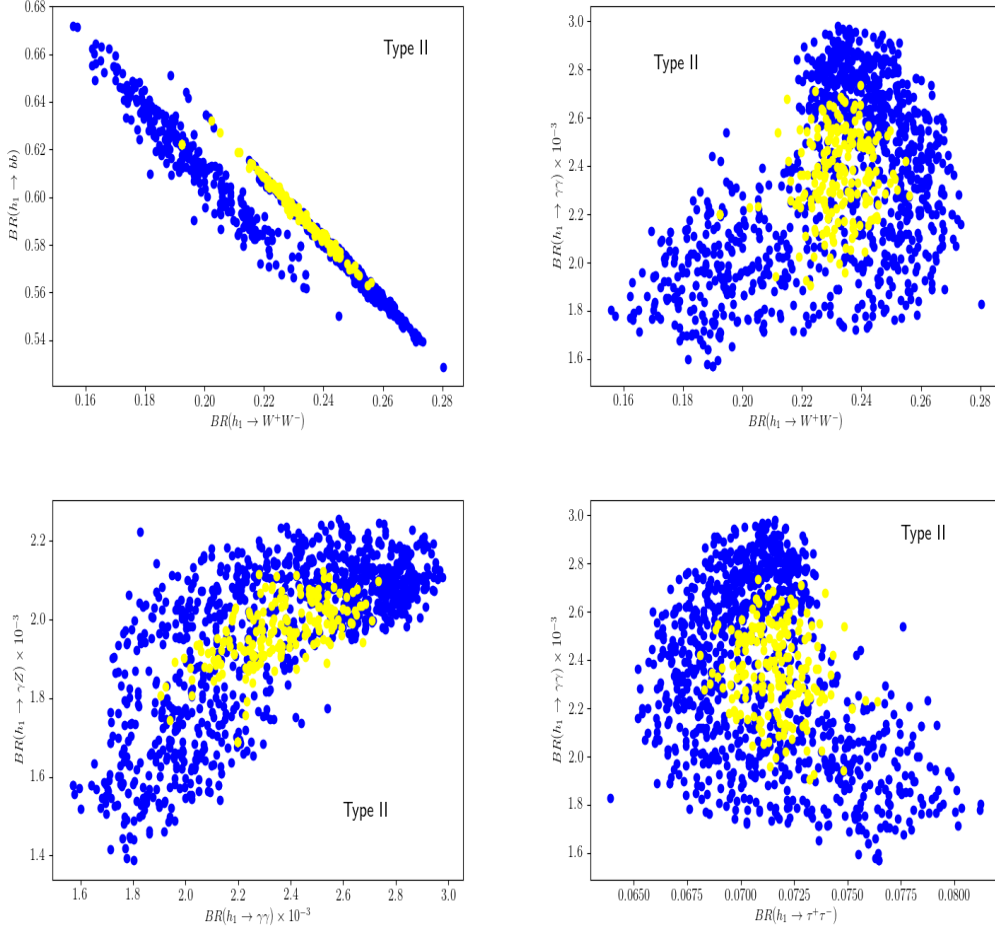 0.68
0.66
0.64
0.62
0.60
0.58
0.56
0.54
BR(h₁ → bb)
Type II
0.16 0.18 0.20 0.22 0.24 0.26 0.28
BR(h₁ → W⁺W⁻)
3.0
2.8
2.6
2.4
2.2
2.0
1.8
1.6
BR(h₁ → γγ) × 10⁻³
Type II
0.16 0.18 0.20 0.22 0.24 0.26 0.28
BR(h₁ → W⁺W⁻)
2.2
2.0
1.8
1.6
1.4
BR(h₁ → γZ) × 10⁻³
Type II
1.6 1.8 2.0 2.2 2.4 2.6 2.8 3.0
BR(h₁ → γγ) × 10⁻³
3.0
2.8
2.6
2.4
2.2
2.0
1.8
1.6
BR(h₁ → γγ) × 10⁻³
Type II
0.0650 0.0675 0.0700 0.0725 0.0750 0.0775 0.0800
BR(h₁ → τ⁺τ⁻)